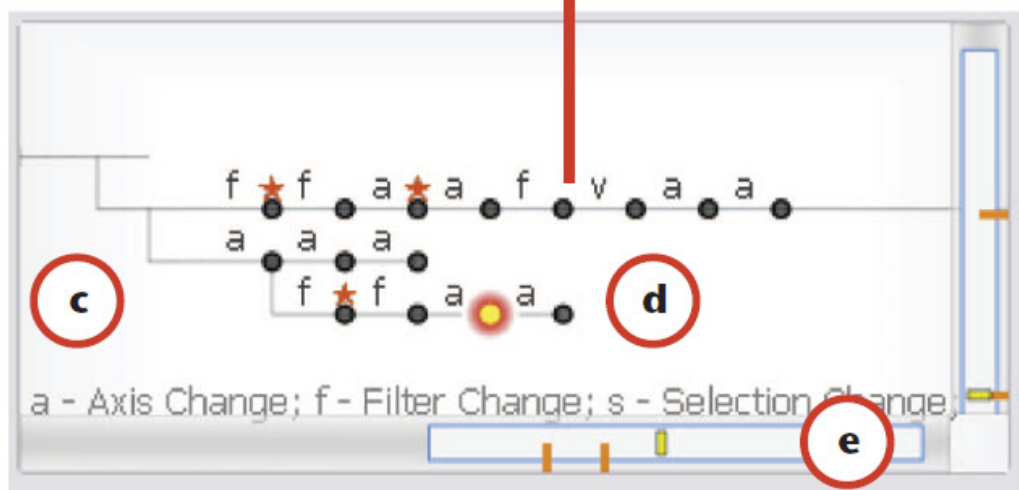 f f a a f v a a
a a a
f f a a
c
d
a - Axis Change; f - Filter Change; s - Selection Change;
e